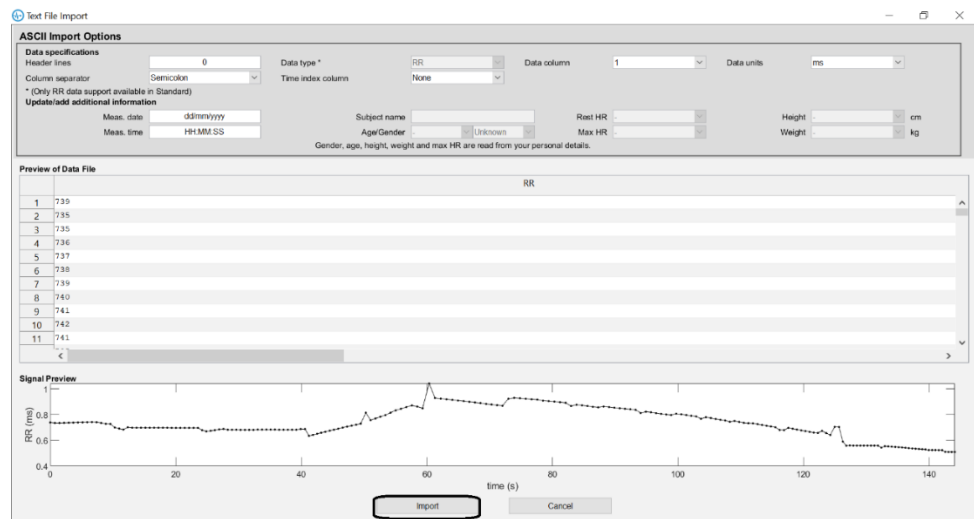 Text File Import
ASCII Import Options
Data specifications
Header lines 0 Data type * RR Data column 1 Data units ms
Column separator Semicolon Time index column None
* (Only RR data support available in Standard)
Update/add additional information
Meas. date dd/mm/yyyy Subject name Rest HR - Height - cm
Meas. time HH:MM:SS Age/Gender - Unknown Max HR - Weight - kg
Gender, age, height, weight and max HR are read from your personal details.
Preview of Data File
RR
1 739
2 735
3 735
4 736
5 737
6 738
7 739
8 740
9 741
10 742
11 741
Signal Preview
1
0.8
0.6
0.4
RR (ms)
0 20 40 60 80 100 120 140
time (s)
Import Cancel